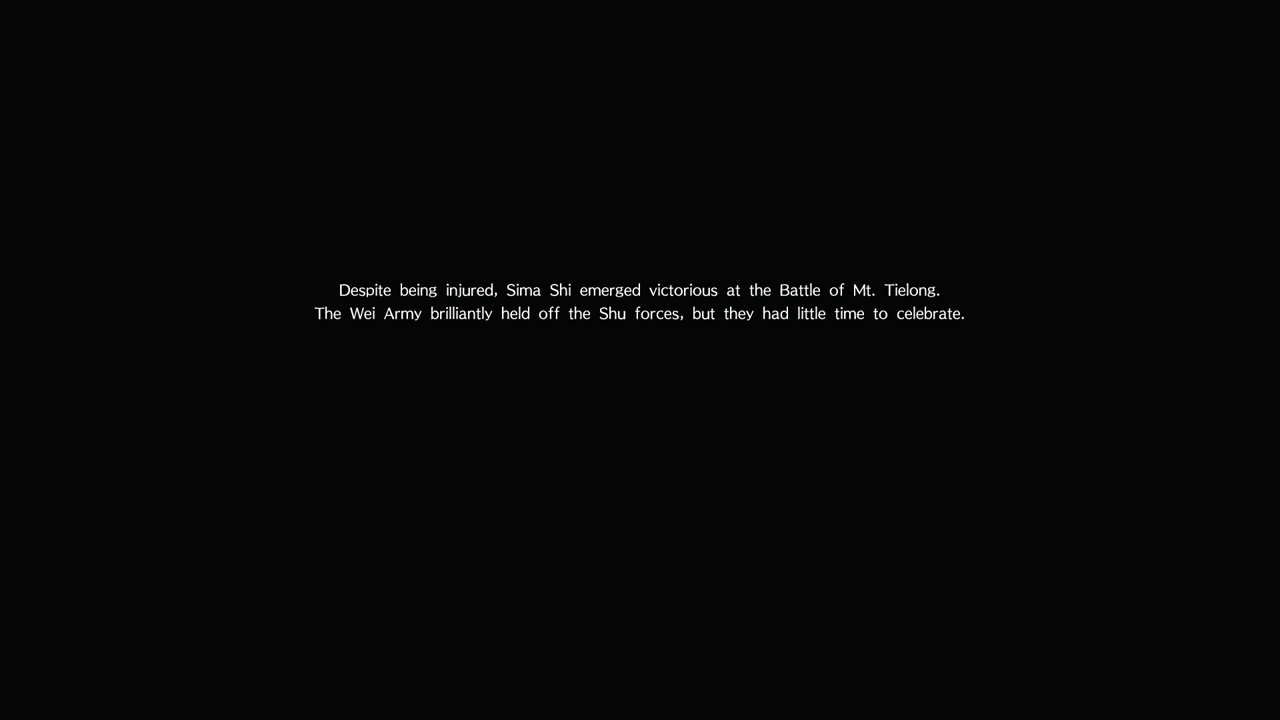 Despite being injured, Sima Shi emerged victorious at the Battle of Mt. Tielong.
The Wei Army brilliantly held off the Shu forces, but they had little time to celebrate.